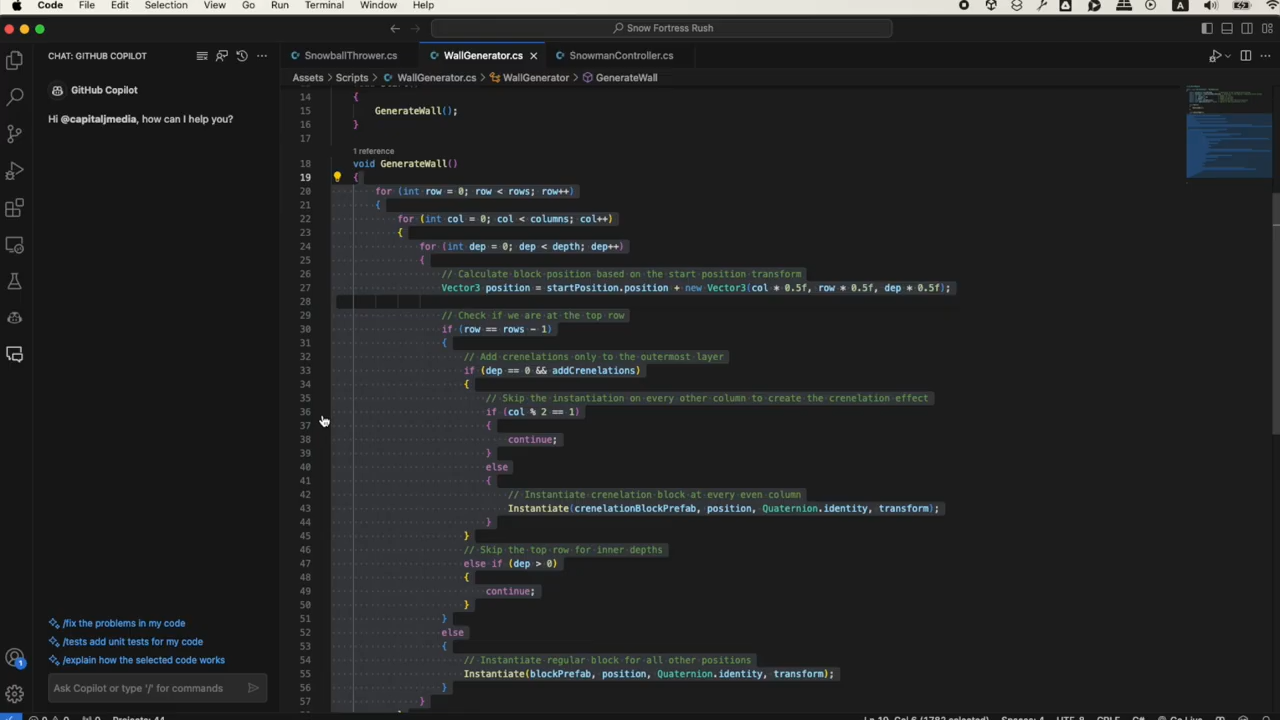 Code File Edit Selection View Go Run Terminal Window Help
Snow Fortress Rush
CHAT: GITHUB COPILOT
SnowballThrower.cs WallGenerator.cs SnowmanController.cs
Assets > Scripts > WallGenerator.cs > WallGenerator > GenerateWall
GitHub Copilot
Hi @capitaljmedia, how can I help you?
14 {
15 GenerateWall();
16 }
17
1 reference
18 void GenerateWall()
19 {
20 for (int row = 0; row < rows; row++)
21 {
22 for (int col = 0; col < columns; col++)
23 {
24 for (int dep = 0; dep < depth; dep++)
25 {
26 // Calculate block position based on the start position transform
27 Vector3 position = startPosition.position + new Vector3(col * 0.5f, row * 0.5f, dep * 0.5f);
28
29 // Check if we are at the top row
30 if (row == rows - 1)
31 {
32 // Add crenelations only to the outermost layer
33 if (dep == 0 && addCrenelations)
34 {
35 // Skip the instantiation on every other column to create the crenelation effect
36 if (col % 2 == 1)
37 {
38 continue;
39 }
40 else
41 {
42 // Instantiate crenelation block at every even column
43 Instantiate(crenelationBlockPrefab, position, Quaternion.identity, transform);
44 }
45 }
46 // Skip the top row for inner depths
47 else if (dep > 0)
48 {
49 continue;
50 }
51 }
52 else
53 {
54 // Instantiate regular block for all other positions
55 Instantiate(blockPrefab, position, Quaternion.identity, transform);
56 }
57 }
/fix the problems in my code
/tests add unit tests for my code
/explain how the selected code works
Ask Copilot or type '/' for commands